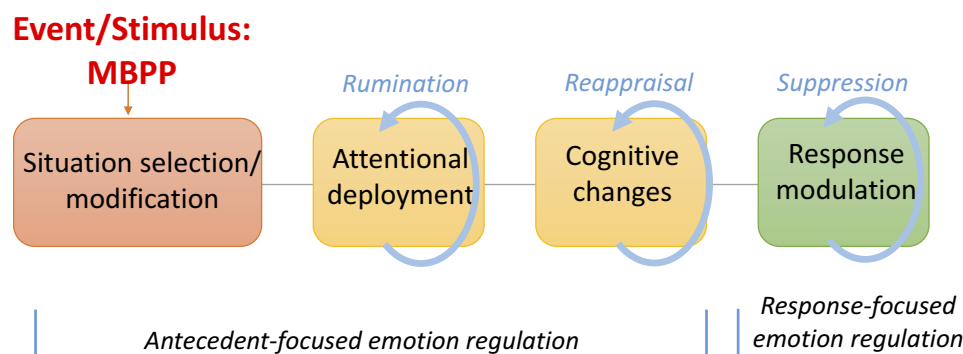 Event/Stimulus:
MBPP
Rumination
Reappraisal
Suppression
Situation selection/
modification
Attentional
deployment
Cognitive
changes
Response
modulation
Antecedent-focused emotion regulation
Response-focused
emotion regulation